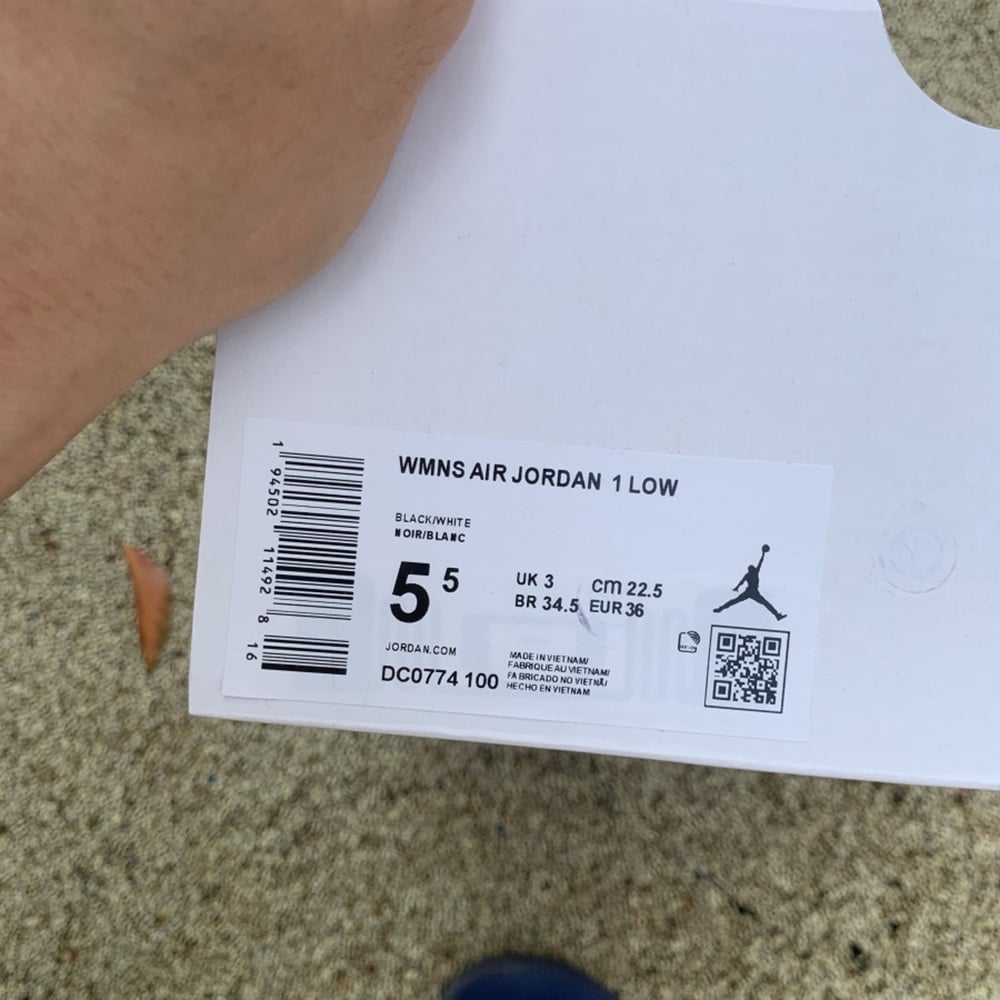 WMNS AIR JORDAN 1 LOW
BLACK/WHITE
NOIR/BLANC
5 5
UK 3 cm 22.5
BR 34.5 EUR 36
JORDAN.COM
DC0774 100
MADE IN VIETNAM/
FABRIQUE AU VIETNAM/
FABRICADO NO VIETNÃ/
HECHO EN VIETNAM
1 94502 11492 8 16